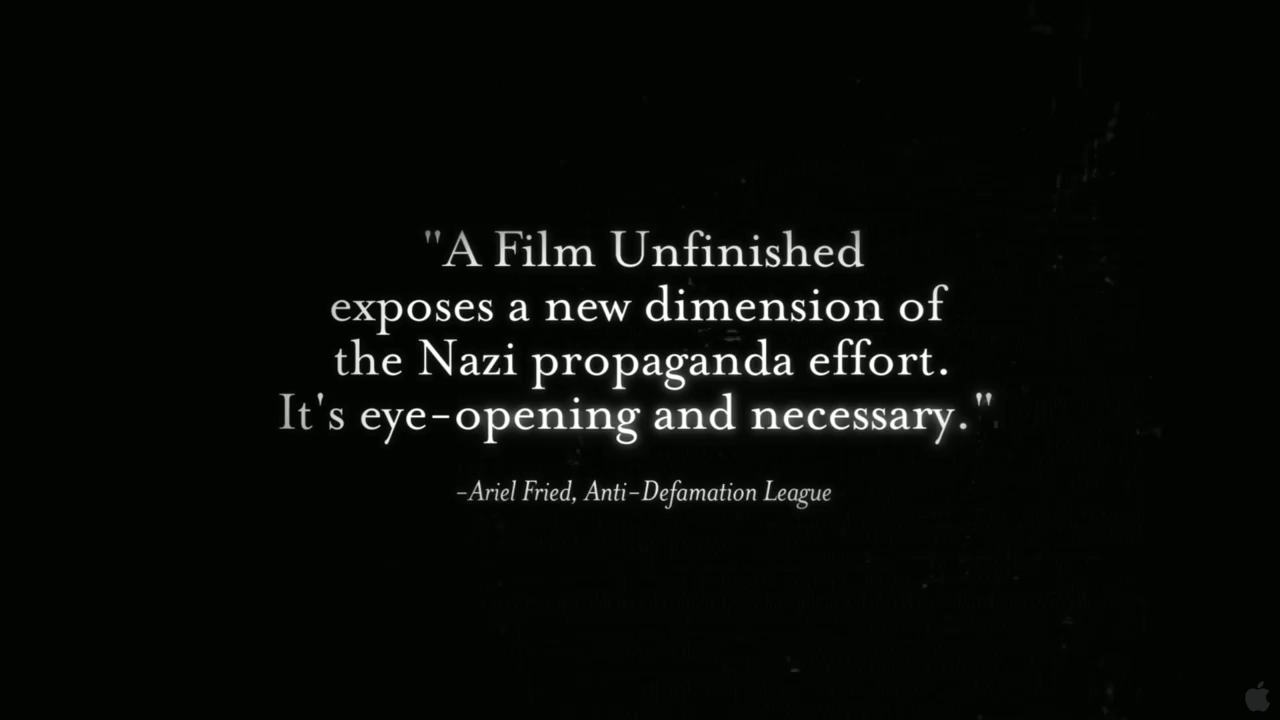 "A Film Unfinished
exposes a new dimension of
the Nazi propaganda effort.
It's eye-opening and necessary."
-Ariel Fried, Anti-Defamation League